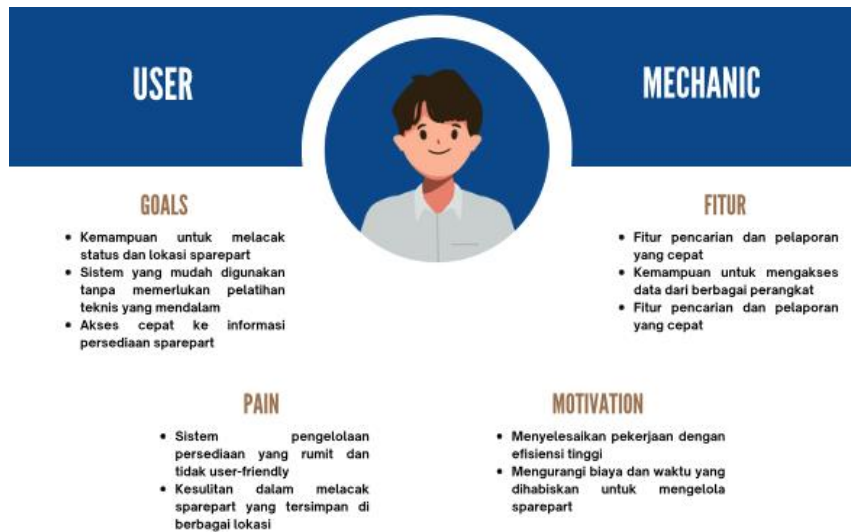 USER
MECHANIC
GOALS
• Kemampuan untuk melacak
status dan lokasi sparepart
• Sistem yang mudah digunakan
tanpa memerlukan pelatihan
teknis yang mendalam
• Akses cepat ke informasi
persediaan sparepart
FITUR
• Fitur pencarian dan pelaporan
yang cepat
• Kemampuan untuk mengakses
data dari berbagai perangkat
• Fitur pencarian dan pelaporan
yang cepat
PAIN
• Sistem pengelolaan
persediaan yang rumit dan
tidak user-friendly
• Kesulitan dalam melacak
sparepart yang tersimpan di
berbagai lokasi
MOTIVATION
• Menyelesaikan pekerjaan dengan
efisiensi tinggi
• Mengurangi biaya dan waktu yang
dihabiskan untuk mengelola
sparepart